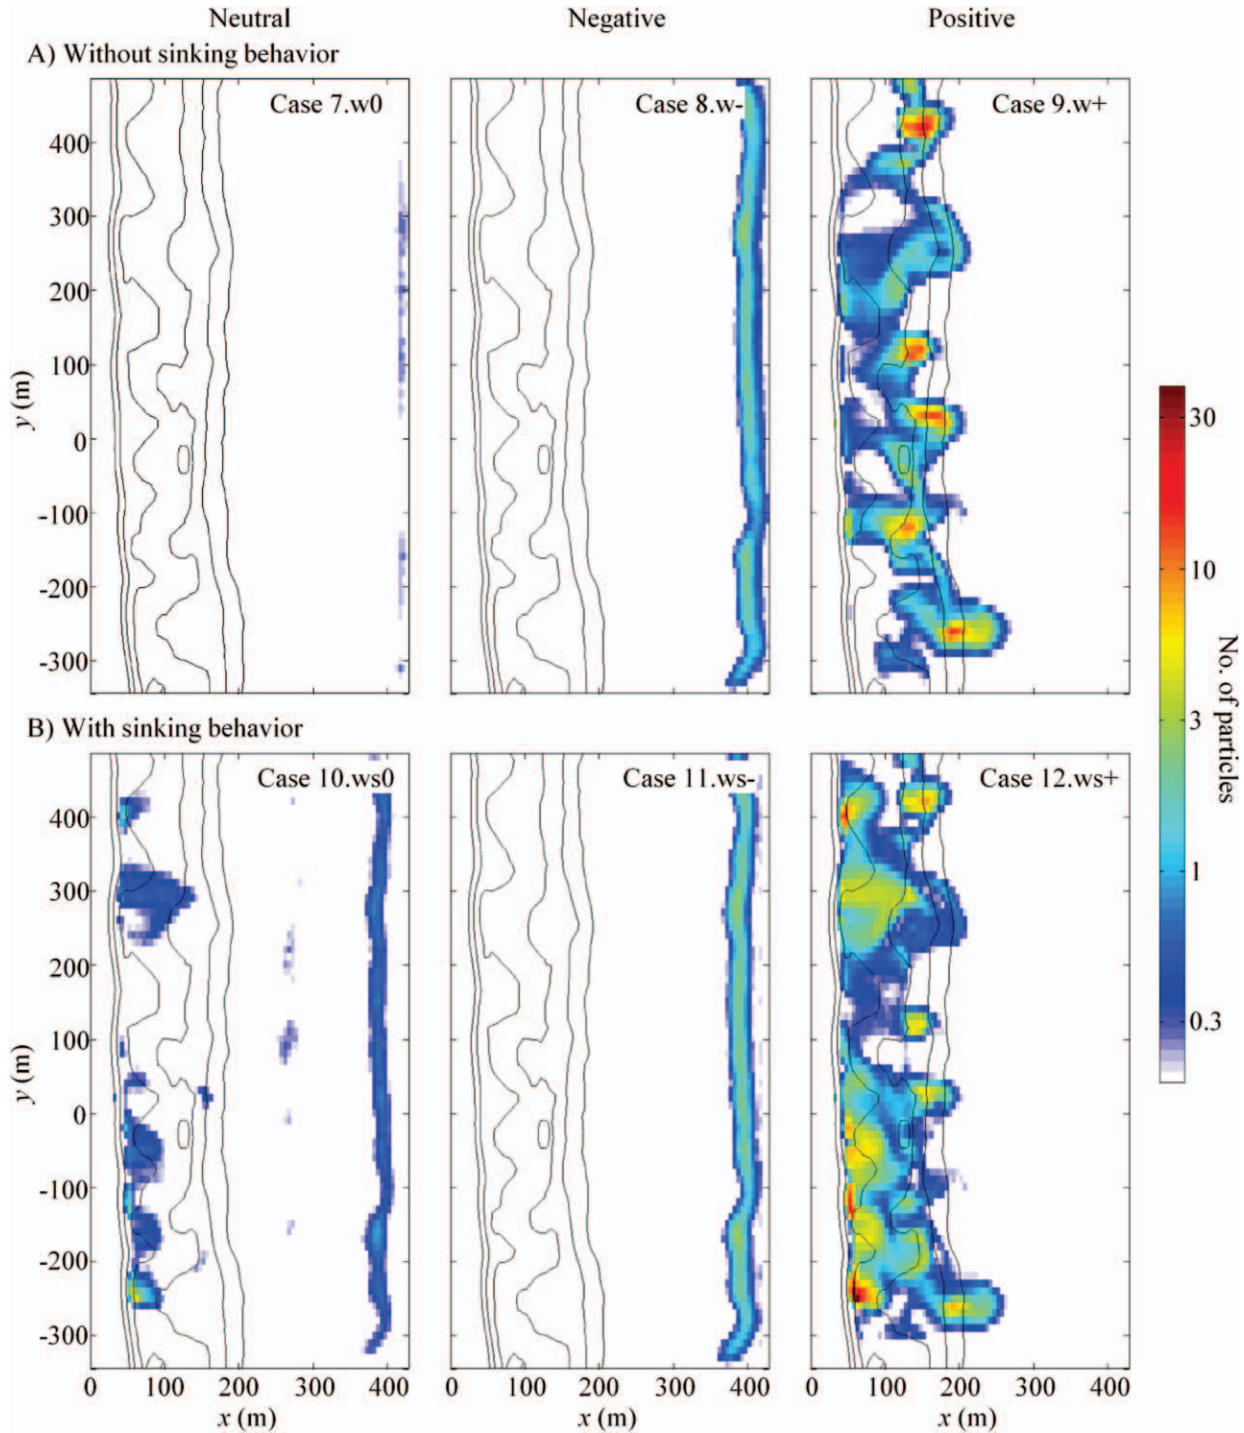 Neutral Negative Positive
A) Without sinking behavior
Case 7.w0 Case 8.w- Case 9.w+
400
300
200
100
0
-100
-200
-300
y (m)
30
10
3
1
0.3
No. of particles
B) With sinking behavior
Case 10.ws0 Case 11.ws- Case 12.ws+
400
300
200
100
0
-100
-200
-300
y (m)
0 100 200 300 400 0 100 200 300 400 0 100 200 300 400
x (m) x (m) x (m)